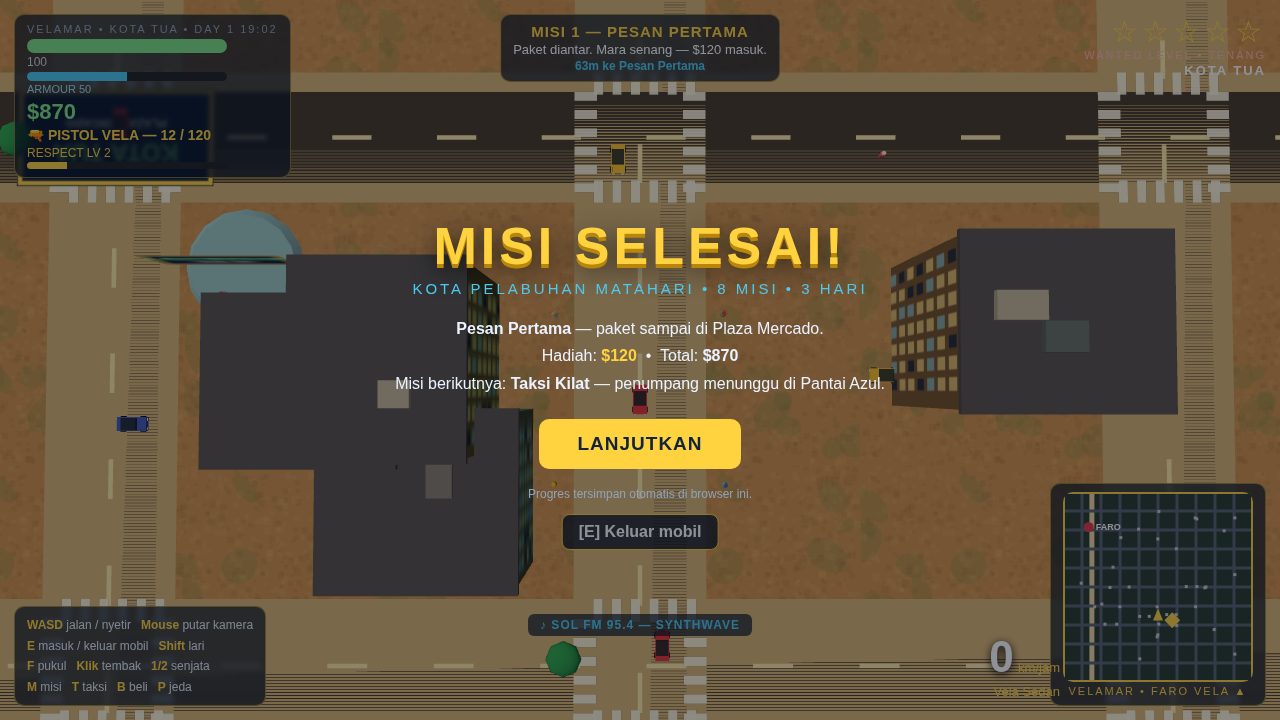 VELAMAR • KOTA TUA • DAY 1 19:02
100
ARMOUR 50
$870
PISTOL VELA — 12 / 120
RESPECT LV 2
MISI 1 — PESAN PERTAMA
Paket diantar. Mara senang — $120 masuk.
63m ke Pesan Pertama
KOTA TUA
MISI SELESAI!
KOTA PELABUHAN MATAHARI • 8 MISI • 3 HARI
Pesan Pertama — paket sampai di Plaza Mercado.
Hadiah: $120 • Total: $870
Misi berikutnya: Taksi Kilat — penumpang menunggu di Pantai Azul.
LANJUTKAN
Progres tersimpan otomatis di browser ini.
[E] Keluar mobil
♪ SOL FM 95.4 — SYNTHWAVE
WASD jalan / nyetir Mouse putar kamera
E masuk / keluar mobil Shift lari
F pukul Klik tembak 1/2 senjata
M misi T taksi B beli P jeda
0 km/jam
Vela Sedan
FARO
VELAMAR • FARO VELA ▲